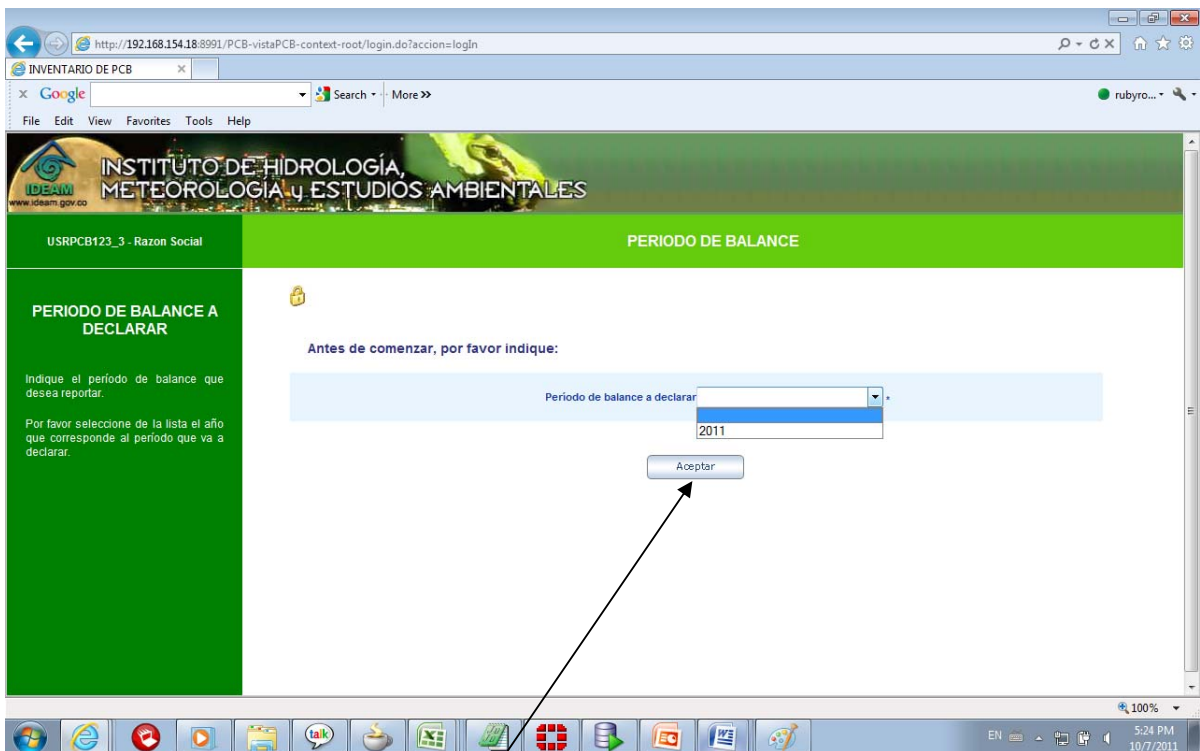 http://192.168.154.18:8991/PCB-vistaPCB-context-root/login.do?accion=logIn
INVENTARIO DE PCB
x Google
Search
More >>
rubyro...
File Edit View Favorites Tools Help
IDEAM
www.ideam.gov.co
INSTITUTO DE HIDROLOGÍA,
METEOROLOGÍA y ESTUDIOS AMBIENTALES
USRPCB123_3 - Razon Social
PERIODO DE BALANCE
PERIODO DE BALANCE A
DECLARAR
Indique el período de balance que
desea reportar.
Por favor seleccione de la lista el año
que corresponde al período que va a
declarar.
Antes de comenzar, por favor indique:
Periodo de balance a declarar
*
2011
Aceptar
100%
talk
EN
5:24 PM
10/7/2011